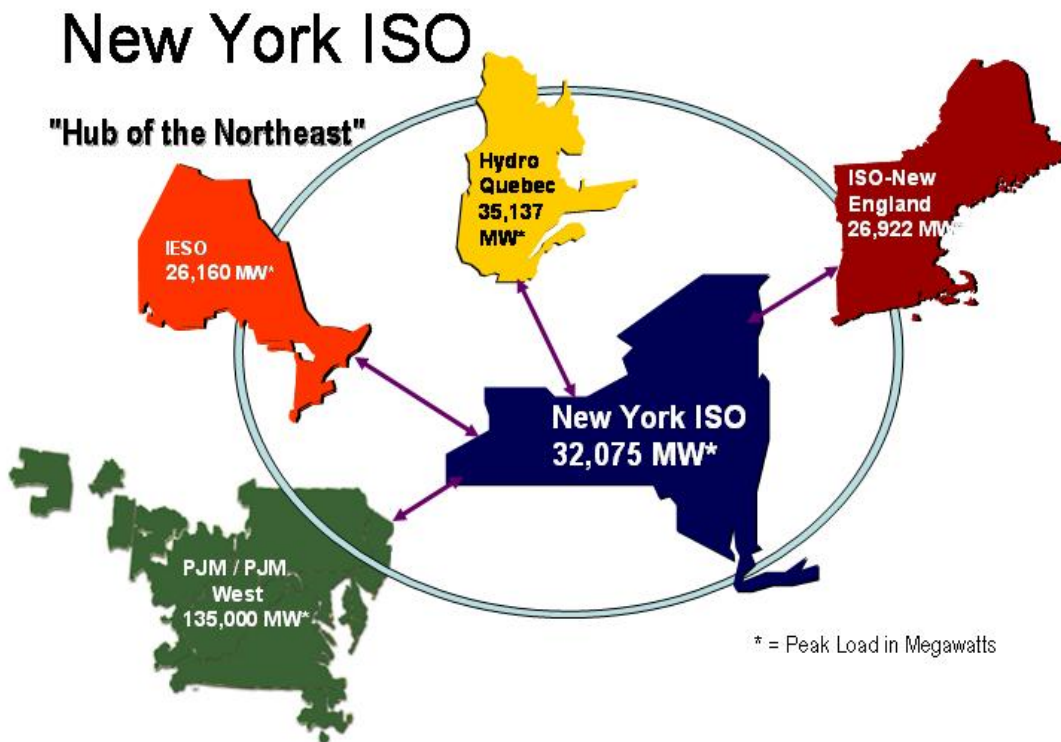 New York ISO
"Hub of the Northeast"
Hydro
Quebec
35,137
MW*
ISO-New
England
26,922 MW*
IESO
26,160 MW*
New York ISO
32,075 MW*
PJM / PJM
West
135,000 MW*
* = Peak Load in Megawatts